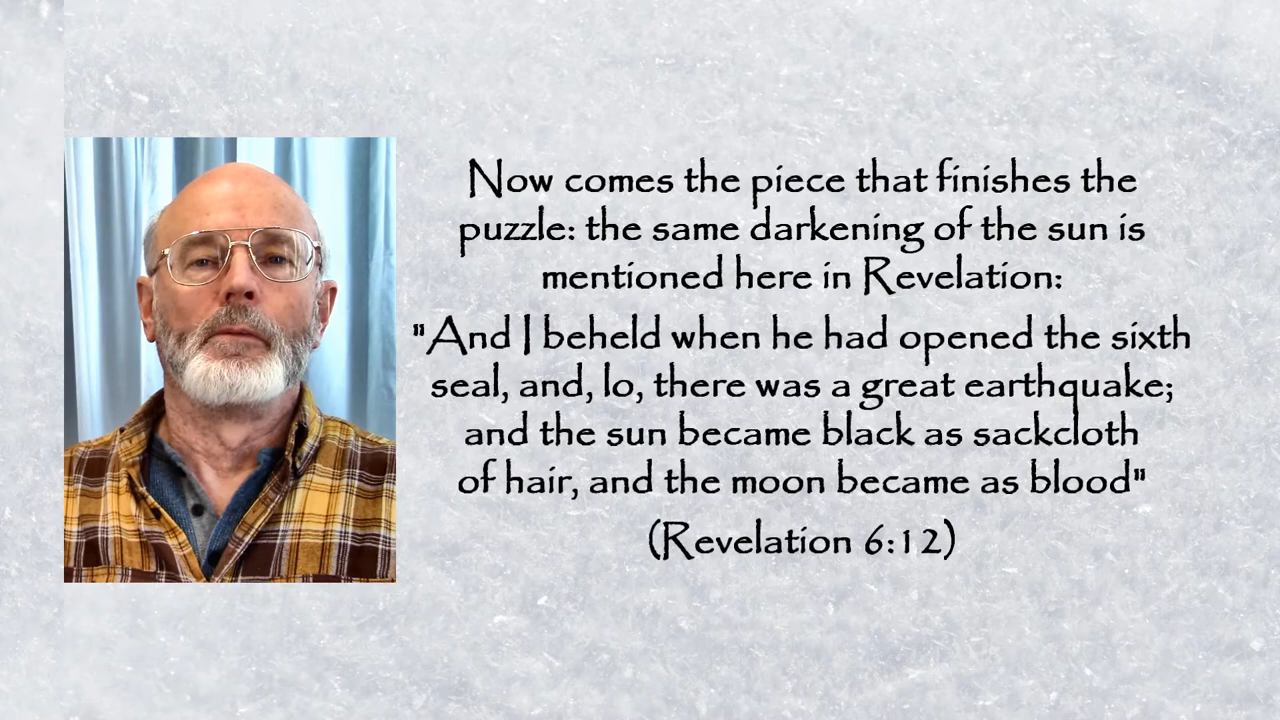 Now comes the piece that finishes the
puzzle: the same darkening of the sun is
mentioned here in Revelation:
"And I beheld when he had opened the sixth
seal, and, lo, there was a great earthquake;
and the sun became black as sackcloth
of hair, and the moon became as blood"
(Revelation 6:12)